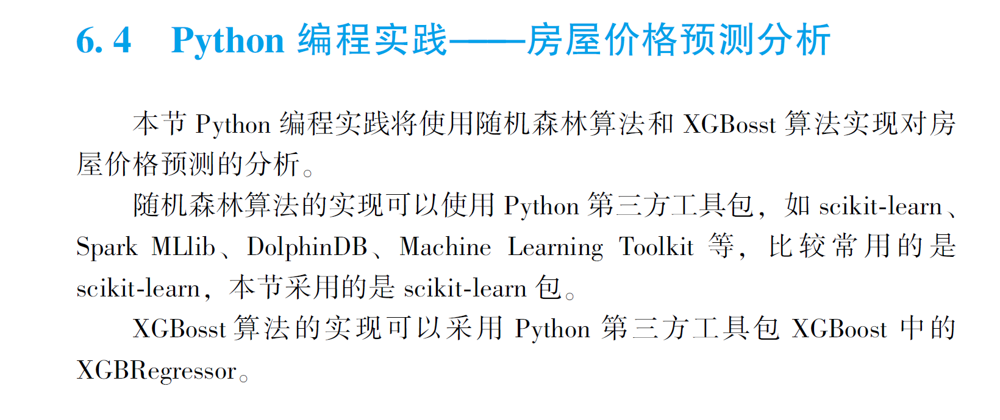 6.4 Python 编程实践——房屋价格预测分析
本节 Python 编程实践将使用随机森林算法和 XGBosst 算法实现对房
屋价格预测的分析。
随机森林算法的实现可以使用 Python 第三方工具包，如 scikit-learn、
Spark MLlib、DolphinDB、Machine Learning Toolkit 等，比较常用的是
scikit-learn，本节采用的是 scikit-learn 包。
XGBosst 算法的实现可以采用 Python 第三方工具包 XGBoost 中的
XGBRegressor。